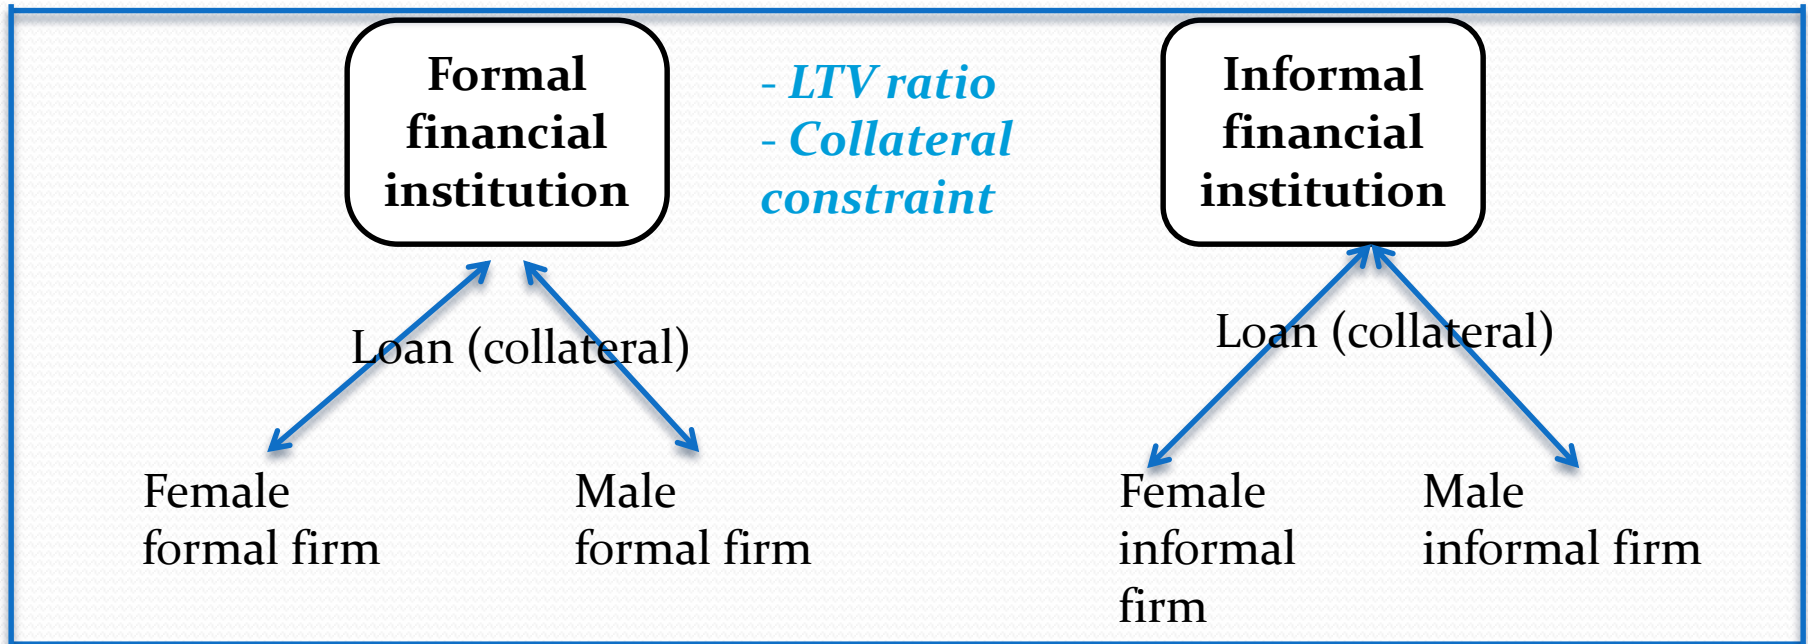 Formal
financial
institution
- LTV ratio
- Collateral
constraint
Informal
financial
institution
Loan (collateral)
Loan (collateral)
Female
formal firm
Male
formal firm
Female
informal
firm
Male
informal firm